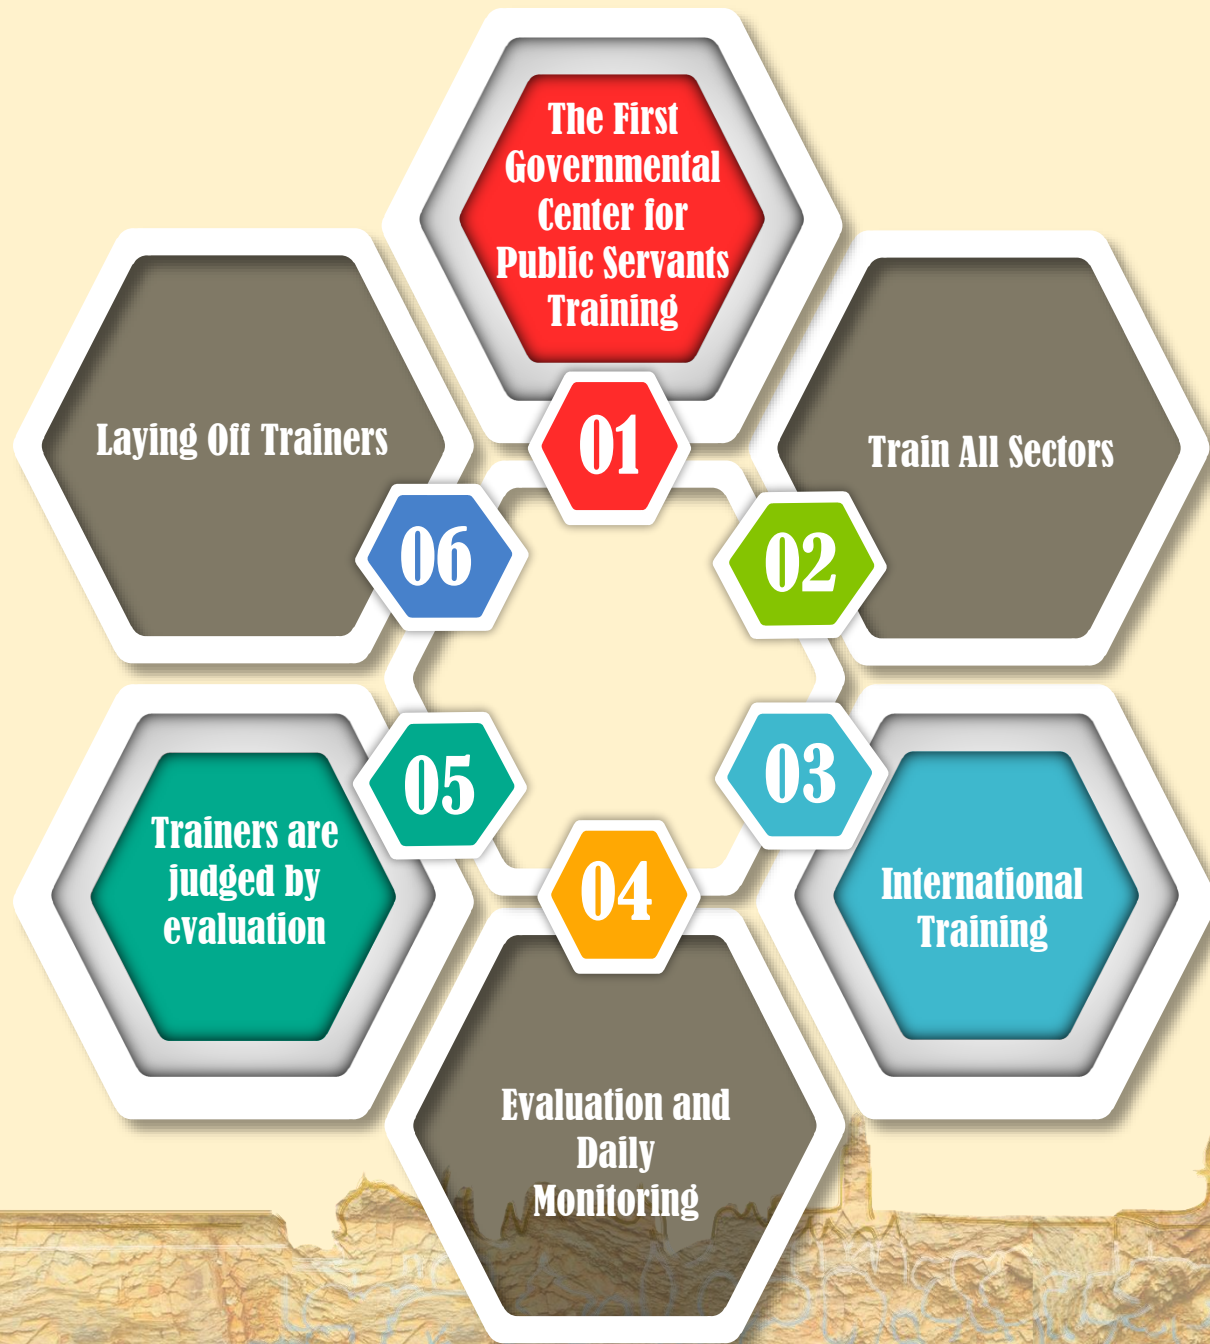 The First
Governmental
Center for
Public Servants
Training
01
Train All Sectors
02
International
Training
03
04
Evaluation and
Daily
Monitoring
Trainers are
judged by
evaluation
05
Laying Off Trainers
06